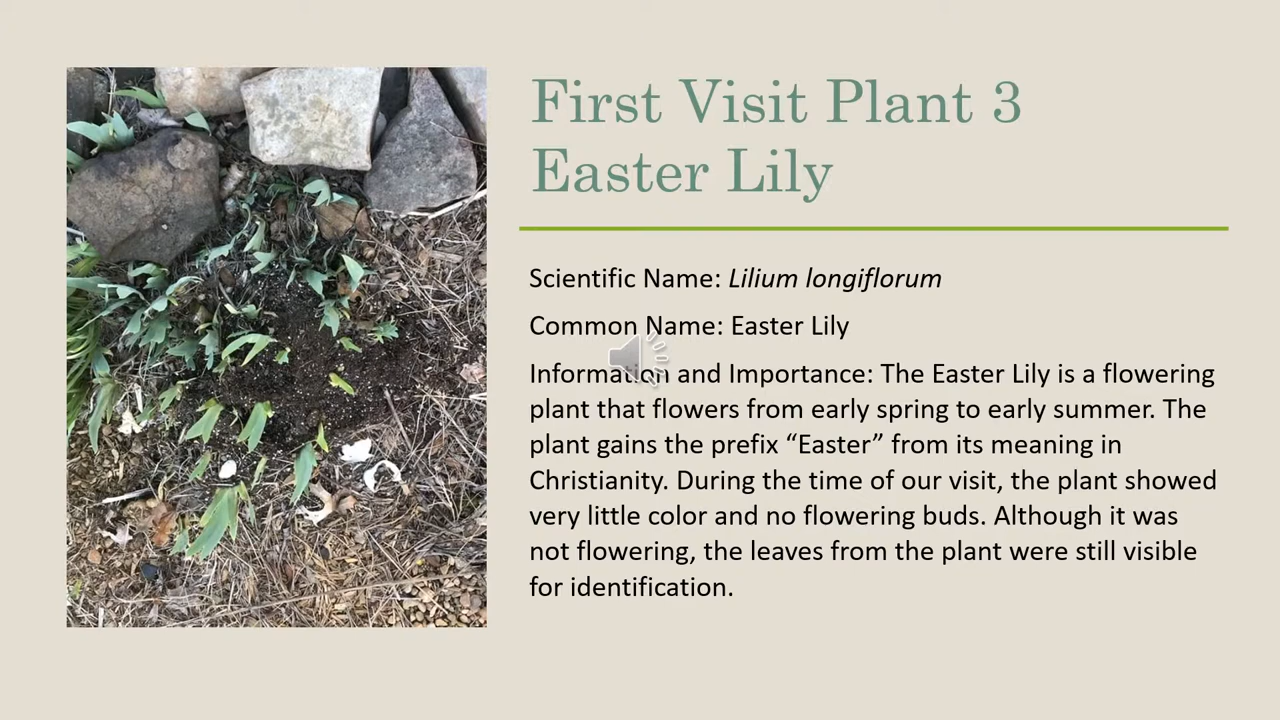 First Visit Plant 3
Easter Lily
Scientific Name: Lilium longiflorum
Common Name: Easter Lily
Information and Importance: The Easter Lily is a flowering
plant that flowers from early spring to early summer. The
plant gains the prefix “Easter” from its meaning in
Christianity. During the time of our visit, the plant showed
very little color and no flowering buds. Although it was
not flowering, the leaves from the plant were still visible
for identification.